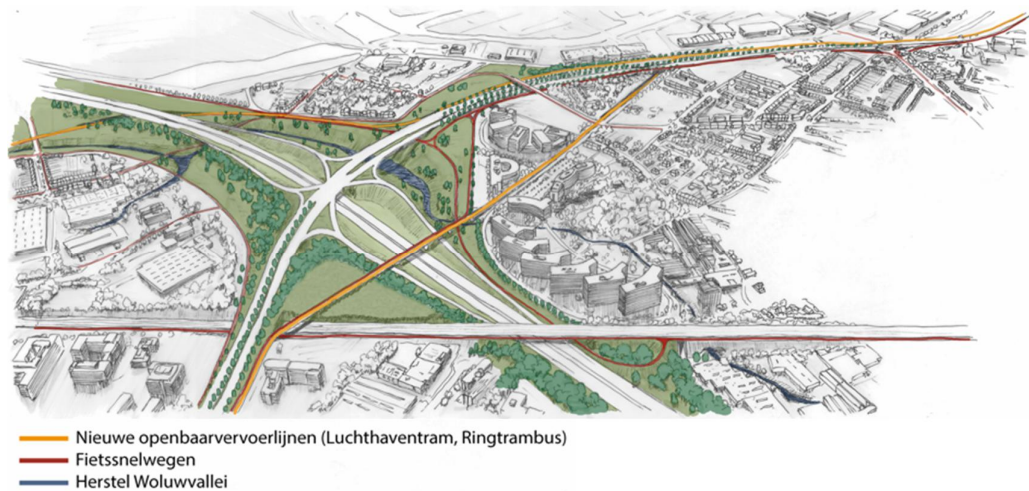 Nieuwe openbaarvervoerlijnen (Luchthaventram, Ringtrambus)
Fietssnelwegen
Herstel Woluwvallei